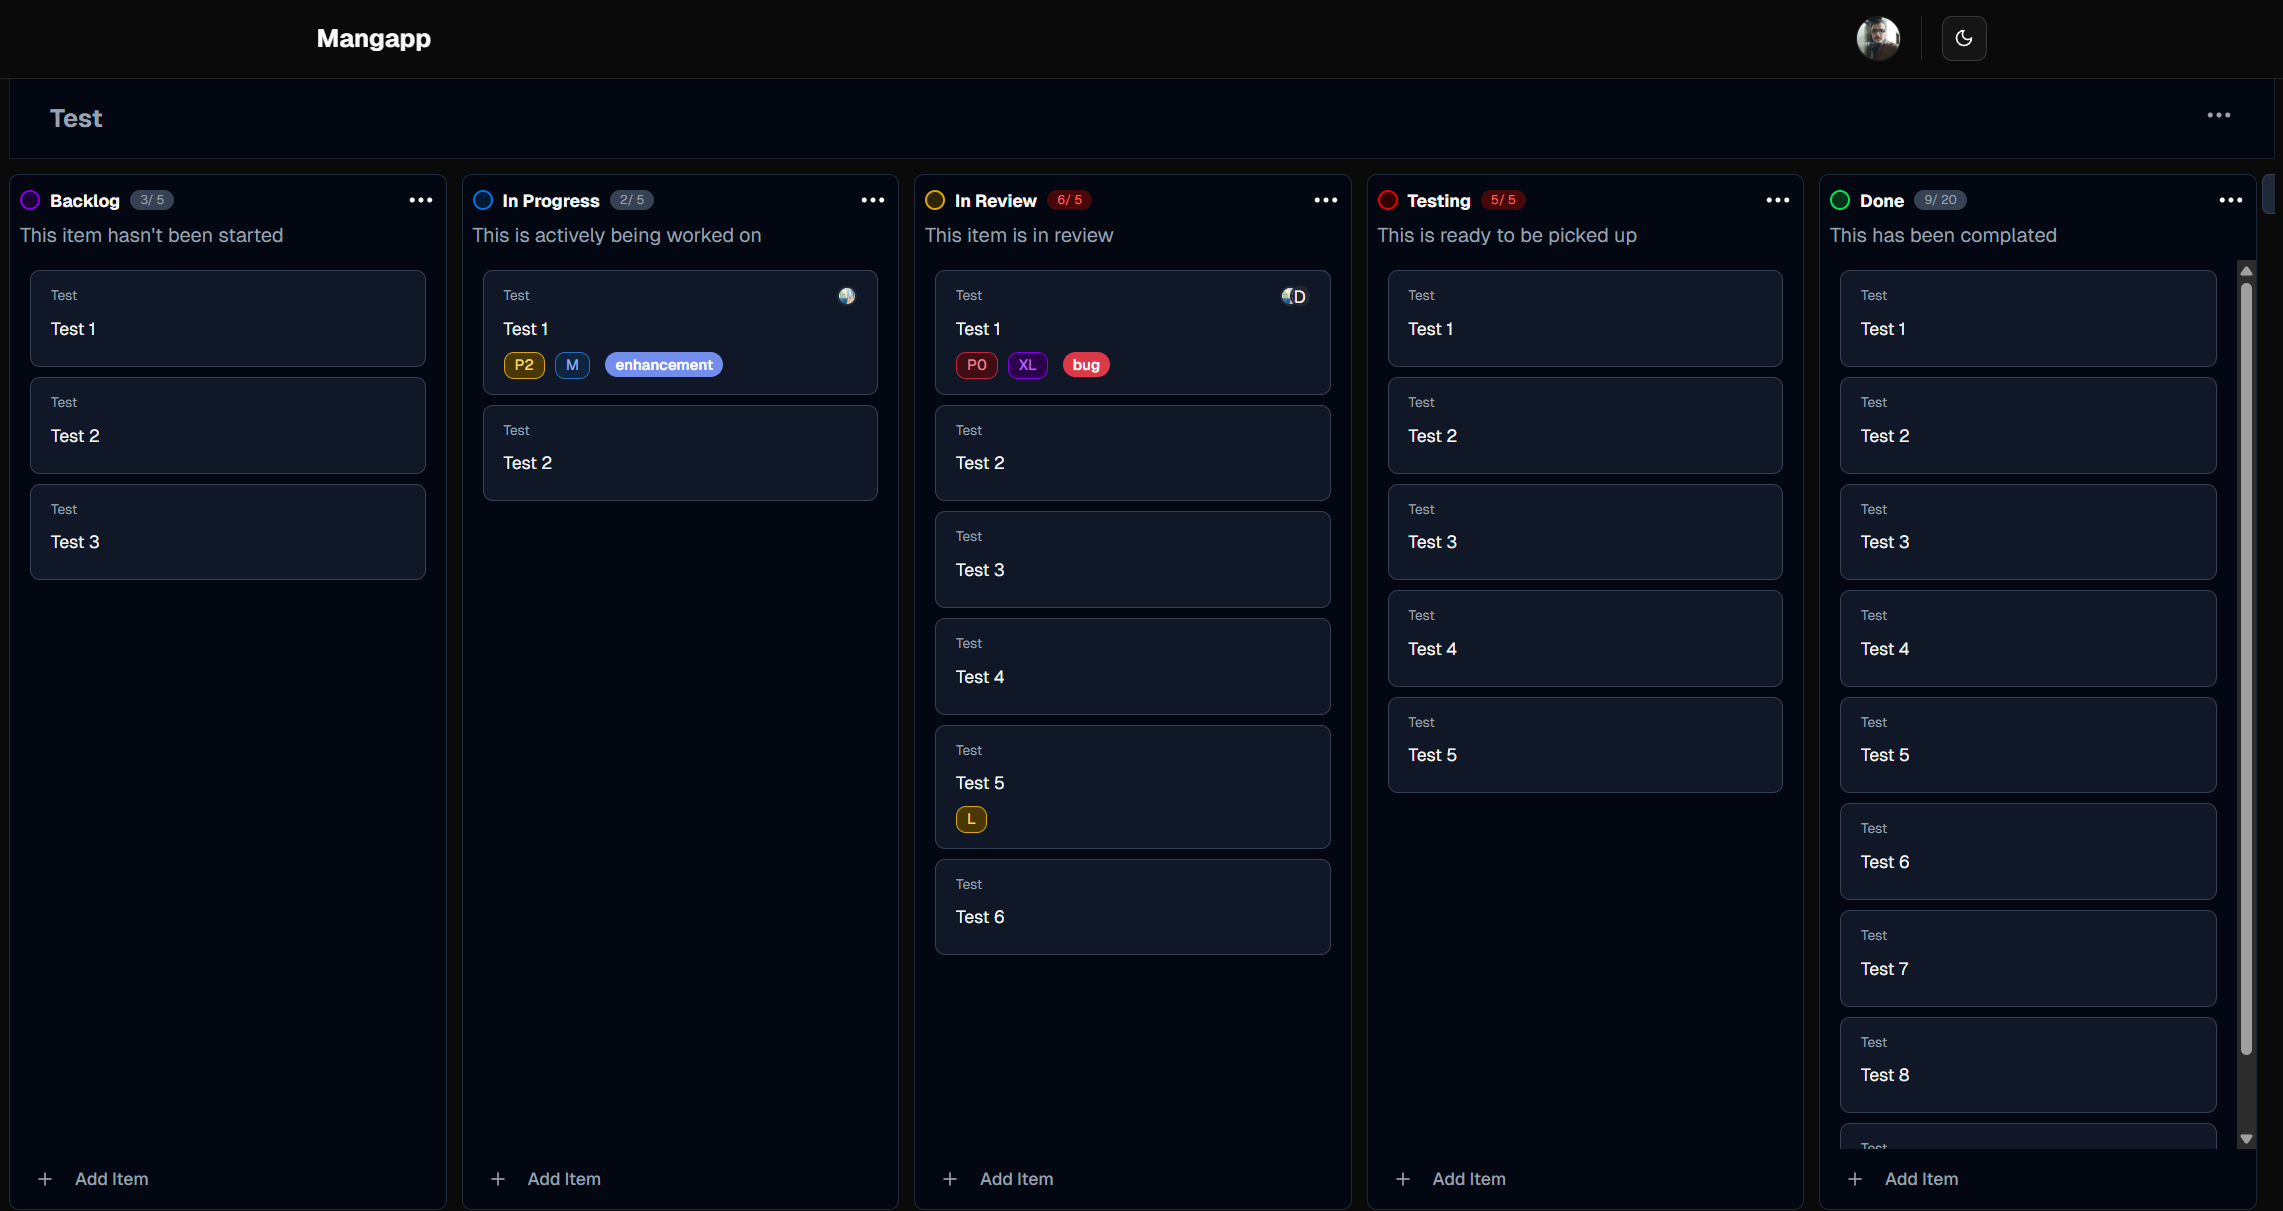 Mangapp
Test
Backlog 3/ 5
This item hasn't been started
Test
Test 1
Test
Test 2
Test
Test 3
Add Item
In Progress 2/ 5
This is actively being worked on
Test
Test 1
P2 M enhancement
Test
Test 2
Add Item
In Review 6/ 5
This item is in review
Test
D
Test 1
P0 XL bug
Test
Test 2
Test
Test 3
Test
Test 4
Test
Test 5
L
Test
Test 6
Add Item
Testing 5/ 5
This is ready to be picked up
Test
Test 1
Test
Test 2
Test
Test 3
Test
Test 4
Test
Test 5
Add Item
Done 9/ 20
This has been complated
Test
Test 1
Test
Test 2
Test
Test 3
Test
Test 4
Test
Test 5
Test
Test 6
Test
Test 7
Test
Test 8
Test
Add Item